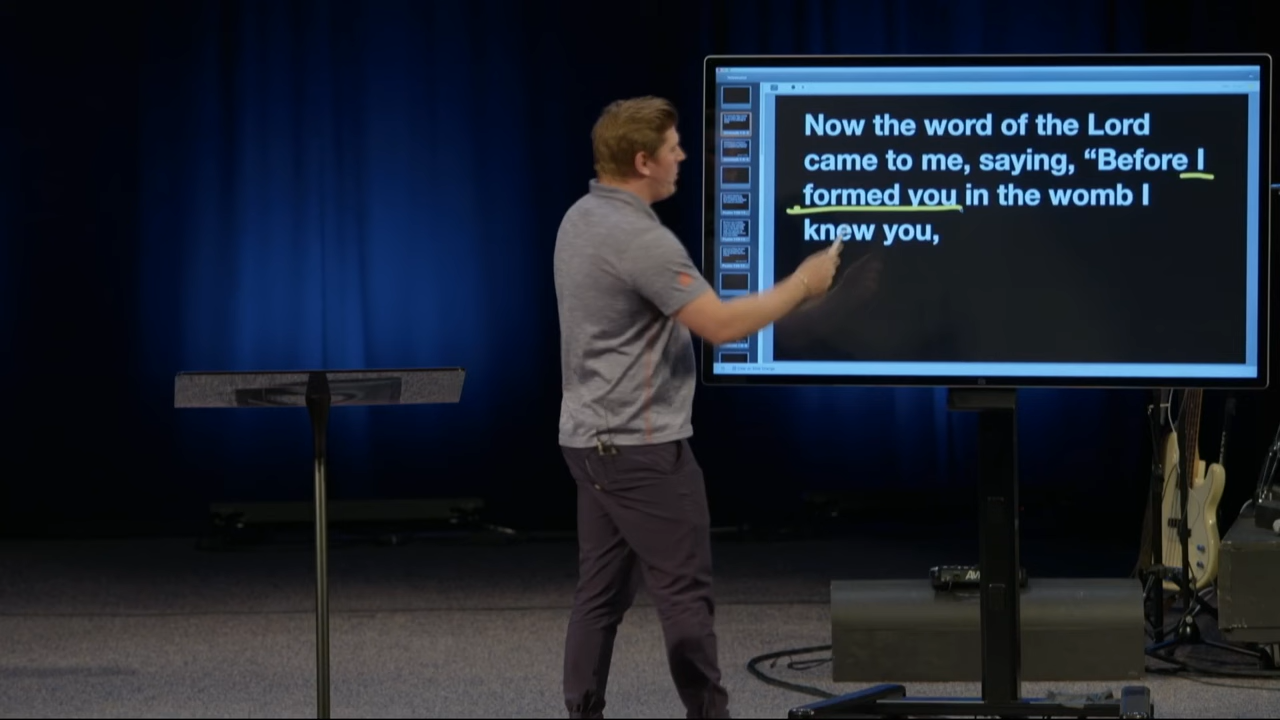 Now the word of the Lord
came to me, saying, “Before I
formed you in the womb I
knew you,